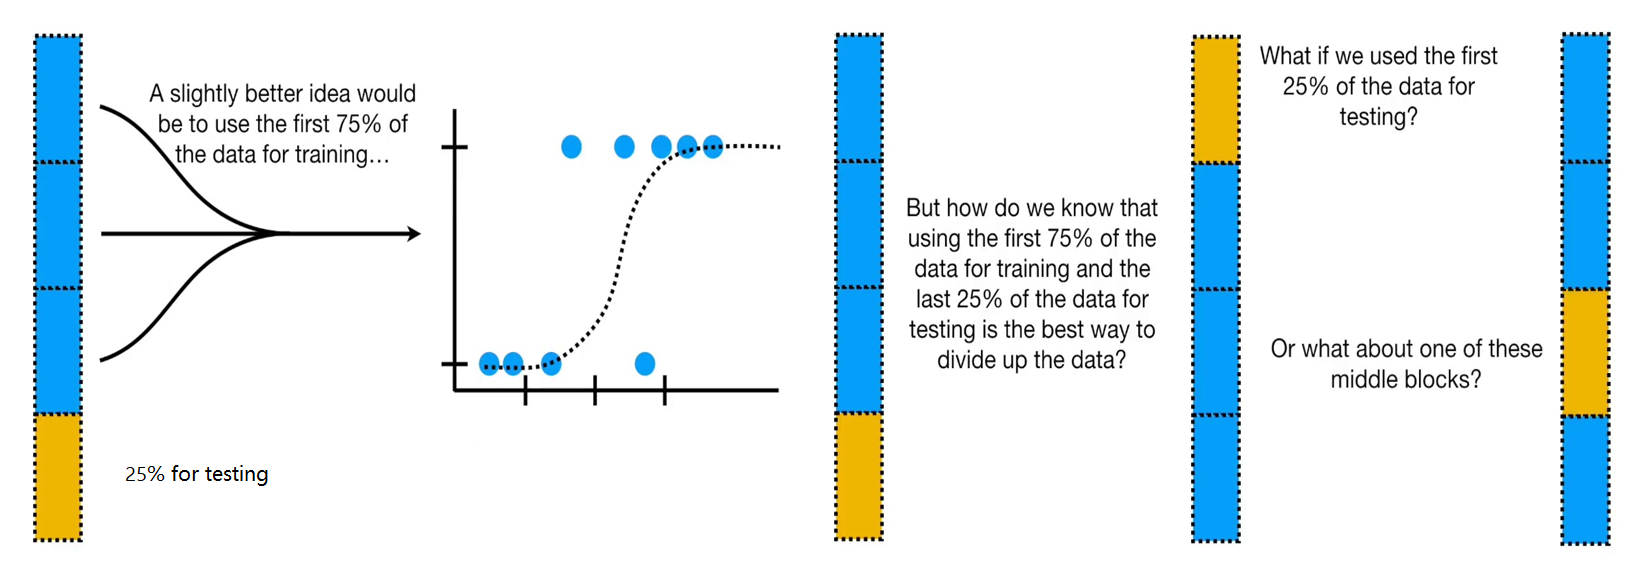 A slightly better idea would
be to use the first 75% of
the data for training...
25% for testing
But how do we know that
using the first 75% of the
data for training and the
last 25% of the data for
testing is the best way to
divide up the data?
What if we used the first
25% of the data for
testing?
Or what about one of these
middle blocks?